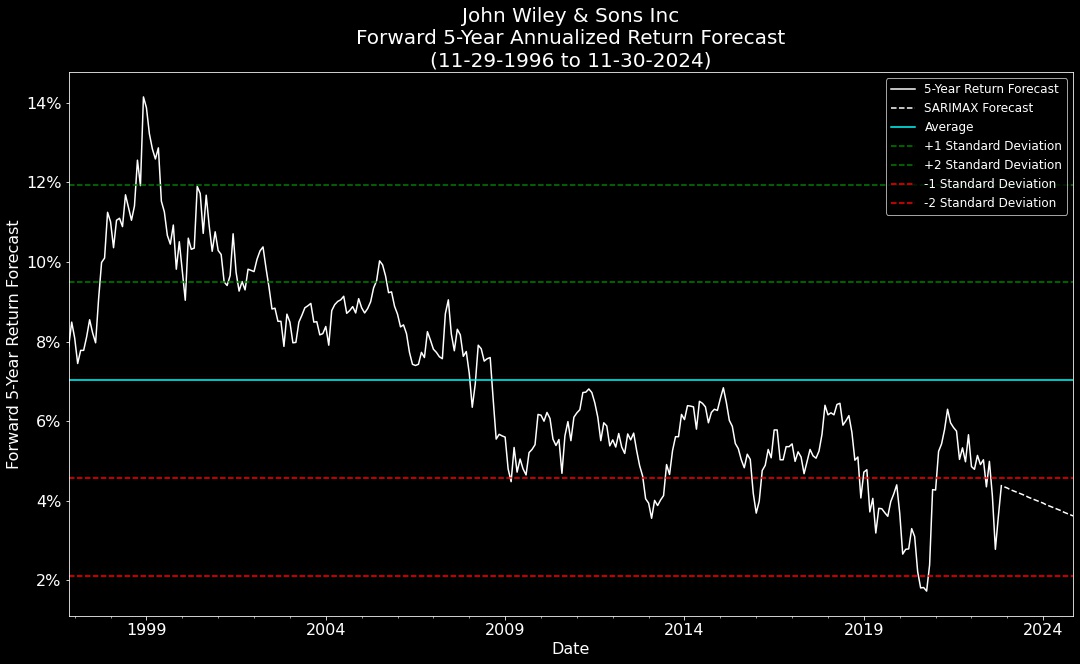 John Wiley & Sons Inc
Forward 5-Year Annualized Return Forecast
(11-29-1996 to 11-30-2024)
5-Year Return Forecast
SARIMAX Forecast
Average
+1 Standard Deviation
+2 Standard Deviation
-1 Standard Deviation
-2 Standard Deviation
Forward 5-Year Return Forecast
14%
12%
10%
8%
6%
4%
2%
1999
2004
2009
2014
2019
2024
Date